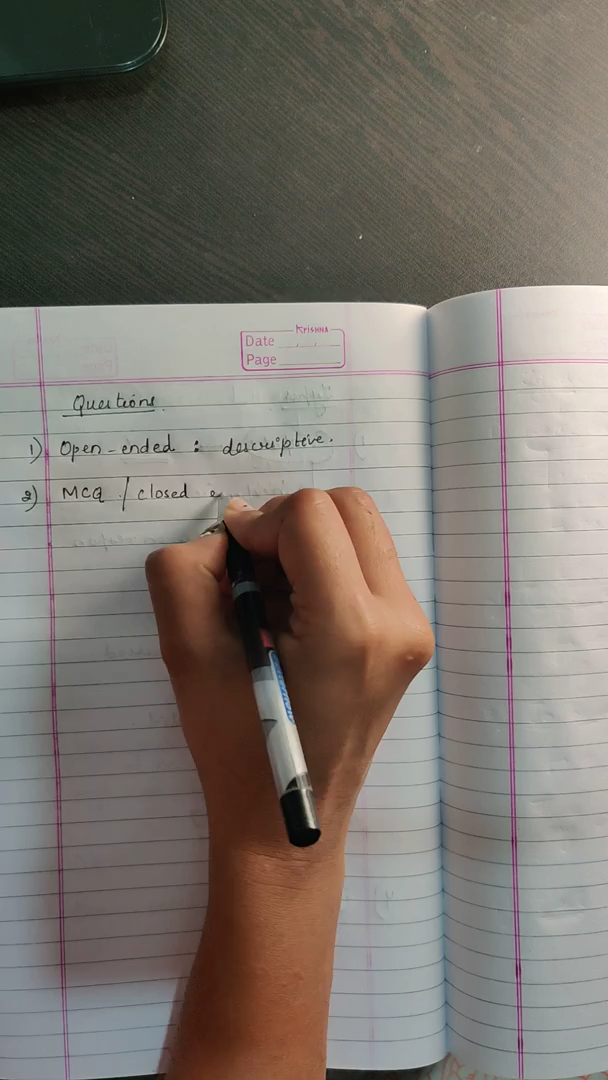 Krishna
Date
Page
Questions.
1) Open-ended : descriptive.
2) MCQ / closed e